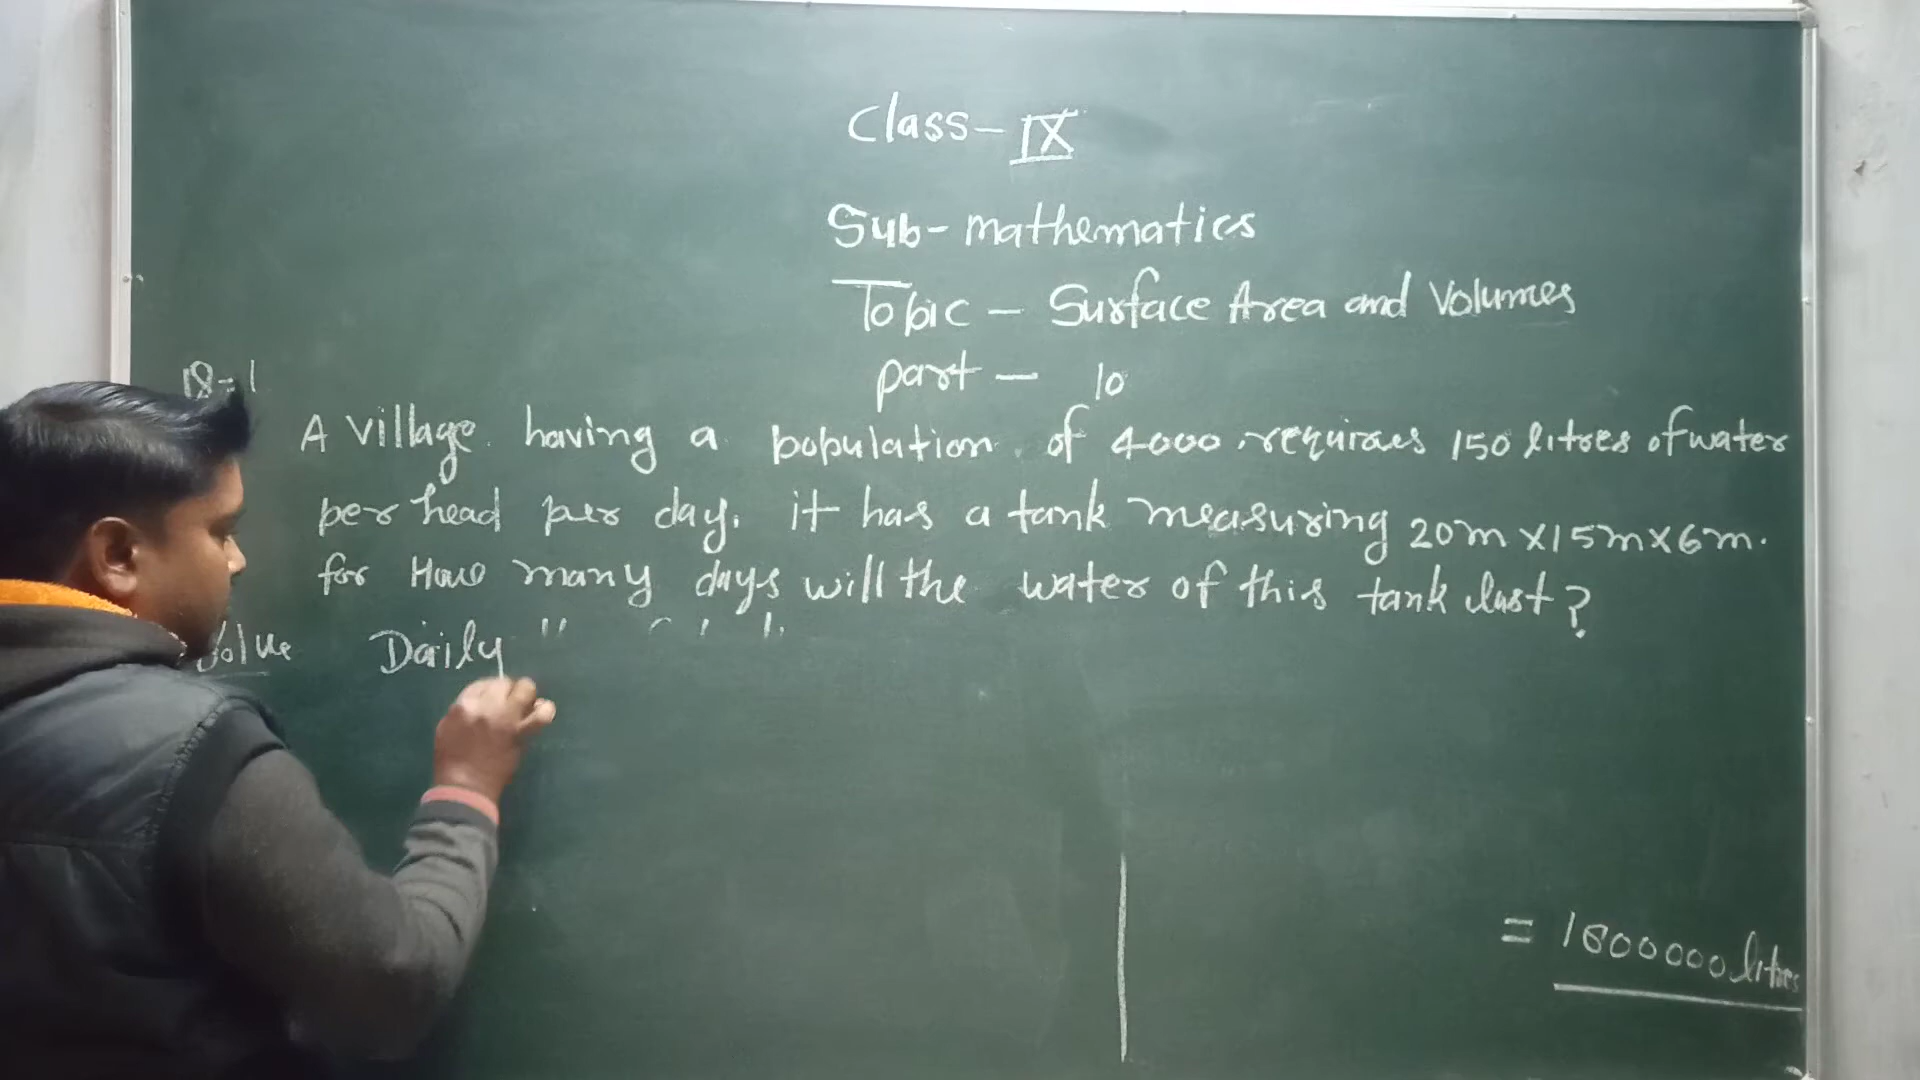 Class - IX
Sub - mathematics
Topic - Surface Area and Volumes
part - 10
A village having a population of 4000 requires 150 litres of water
per head per day. it has a tank measuring 20m x15mx6m.
for How many days will the water of this tank last?
Solve Daily
= 1800000 litres